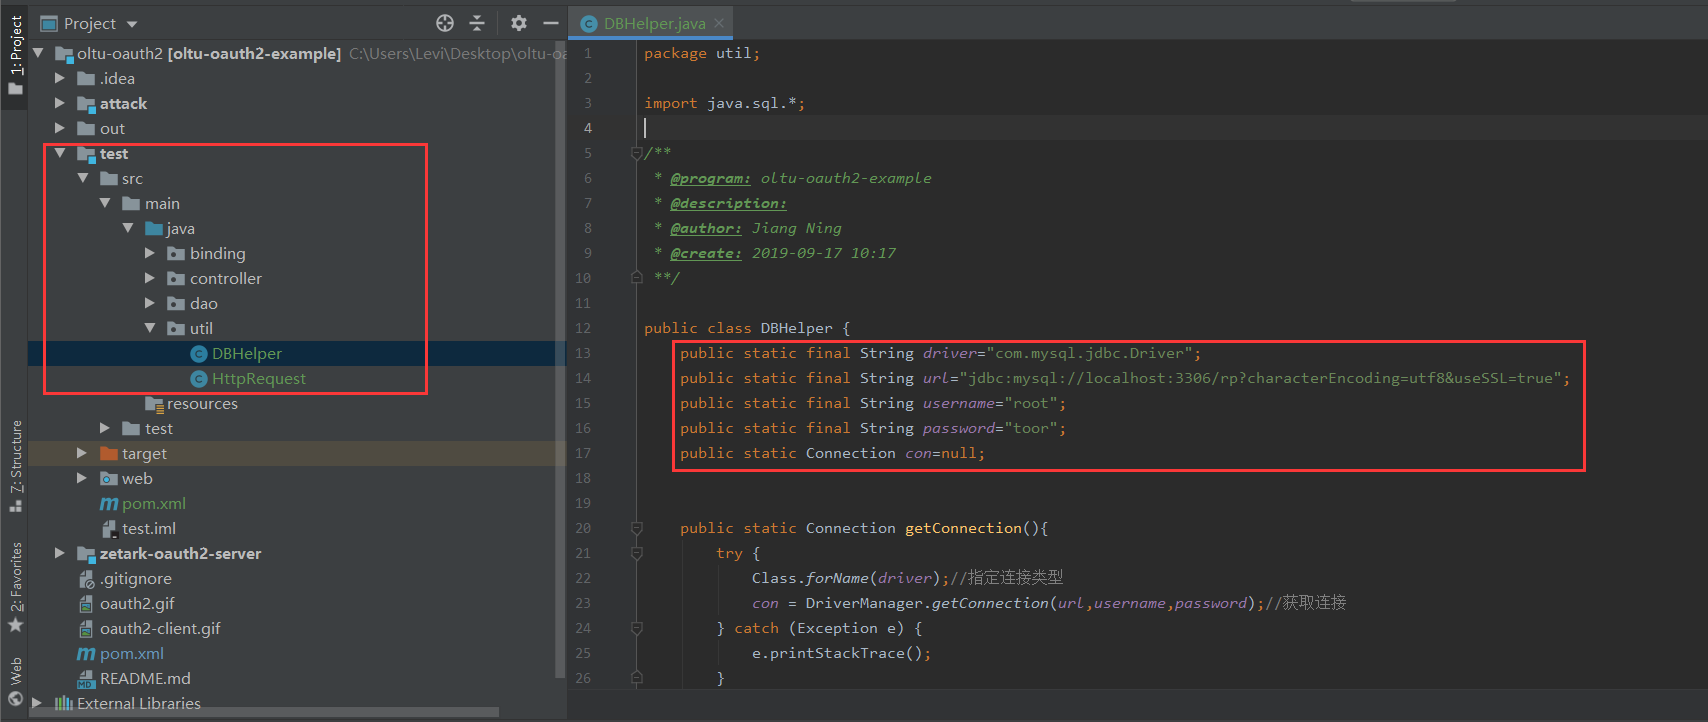 Project
DBHelper.java
1: Project
7: Structure
2: Favorites
Web
oltu-oauth2 [oltu-oauth2-example] C:\Users\Levi\Desktop\oltu-oa
.idea
attack
out
test
src
main
java
binding
controller
dao
util
DBHelper
HttpRequest
resources
test
target
web
pom.xml
test.iml
zetark-oauth2-server
.gitignore
oauth2.gif
oauth2-client.gif
pom.xml
README.md
External Libraries
1 package util;
2
3 import java.sql.*;
4
5 /**
6 * @program: oltu-oauth2-example
7 * @description:
8 * @author: Jiang Ning
9 * @create: 2019-09-17 10:17
10 **/
11
12 public class DBHelper {
13 public static final String driver="com.mysql.jdbc.Driver";
14 public static final String url="jdbc:mysql://localhost:3306/rp?characterEncoding=utf8&useSSL=true";
15 public static final String username="root";
16 public static final String password="toor";
17 public static Connection con=null;
18
19
20 public static Connection getConnection(){
21 try {
22 Class.forName(driver);//指定连接类型
23 con = DriverManager.getConnection(url,username,password);//获取连接
24 } catch (Exception e) {
25 e.printStackTrace();
26 }